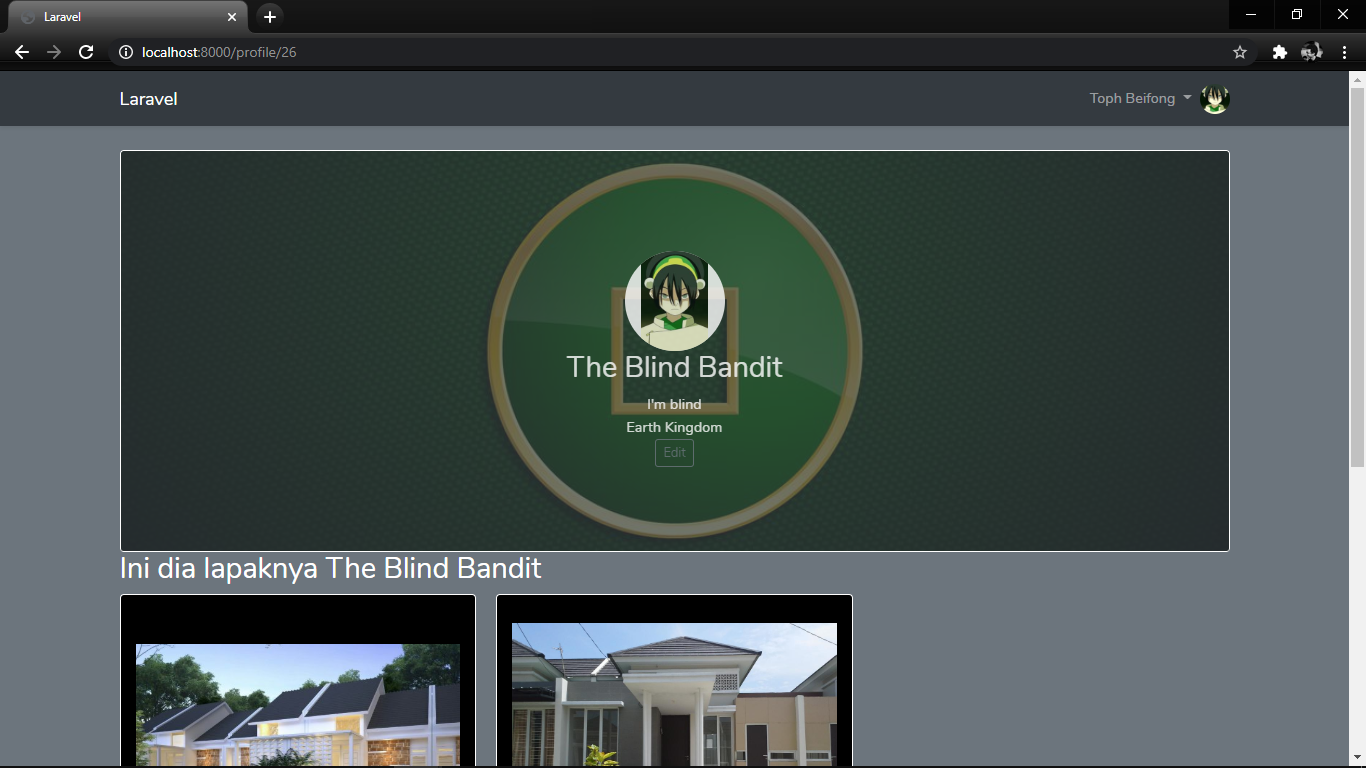 Laravel
localhost:8000/profile/26
Laravel
Toph Beifong
The Blind Bandit
I'm blind
Earth Kingdom
Edit
Ini dia lapaknya The Blind Bandit